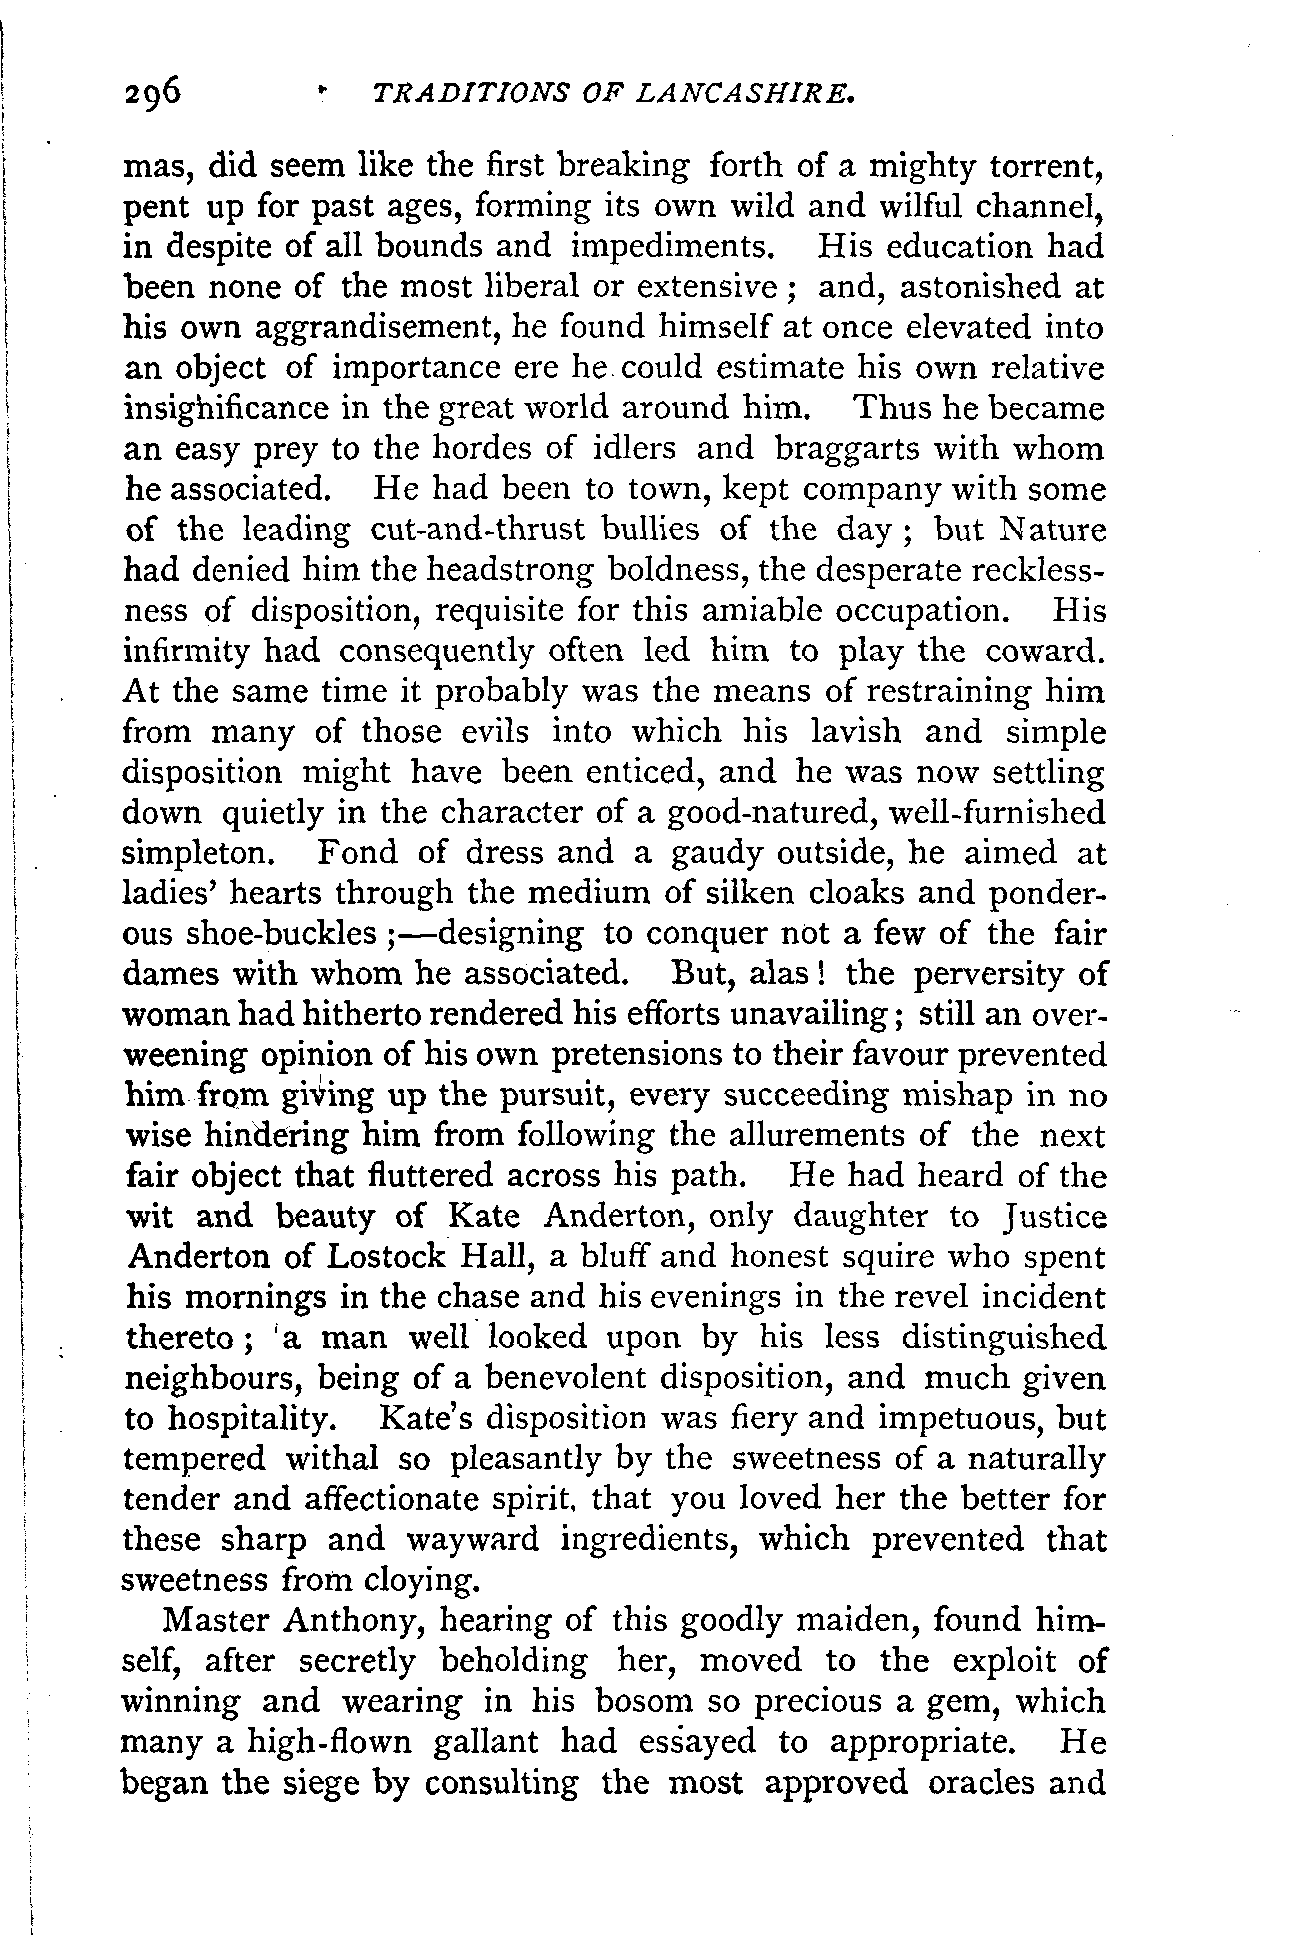 296 TRADITIONS OF LANCASHIRE.
mas, did seem like the first breaking forth of a mighty torrent,
pent up for past ages, forming its own wild and wilful channel,
in despite of all bounds and impediments. His education had
been none of the most liberal or extensive ; and, astonished at
his own aggrandisement, he found himself at once elevated into
an object of importance ere he could estimate his own relative
insignificance in the great world around him. Thus he became
an easy prey to the hordes of idlers and braggarts with whom
he associated. He had been to town, kept company with some
of the leading cut-and-thrust bullies of the day ; but Nature
had denied him the headstrong boldness, the desperate reckless-
ness of disposition, requisite for this amiable occupation. His
infirmity had consequently often led him to play the coward.
At the same time it probably was the means of restraining him
from many of those evils into which his lavish and simple
disposition might have been enticed, and he was now settling
down quietly in the character of a good-natured, well-furnished
simpleton. Fond of dress and a gaudy outside, he aimed at
ladies' hearts through the medium of silken cloaks and ponder-
ous shoe-buckles ;—designing to conquer not a few of the fair
dames with whom he associated. But, alas ! the perversity of
woman had hitherto rendered his efforts unavailing ; still an over-
weening opinion of his own pretensions to their favour prevented
him from giving up the pursuit, every succeeding mishap in no
wise hindering him from following the allurements of the next
fair object that fluttered across his path. He had heard of the
wit and beauty of Kate Anderton, only daughter to Justice
Anderton of Lostock Hall, a bluff and honest squire who spent
his mornings in the chase and his evenings in the revel incident
thereto ; a man well looked upon by his less distinguished
neighbours, being of a benevolent disposition, and much given
to hospitality. Kate's disposition was fiery and impetuous, but
tempered withal so pleasantly by the sweetness of a naturally
tender and affectionate spirit, that you loved her the better for
these sharp and wayward ingredients, which prevented that
sweetness from cloying.
Master Anthony, hearing of this goodly maiden, found him-
self, after secretly beholding her, moved to the exploit of
winning and wearing in his bosom so precious a gem, which
many a high-flown gallant had essayed to appropriate. He
began the siege by consulting the most approved oracles and